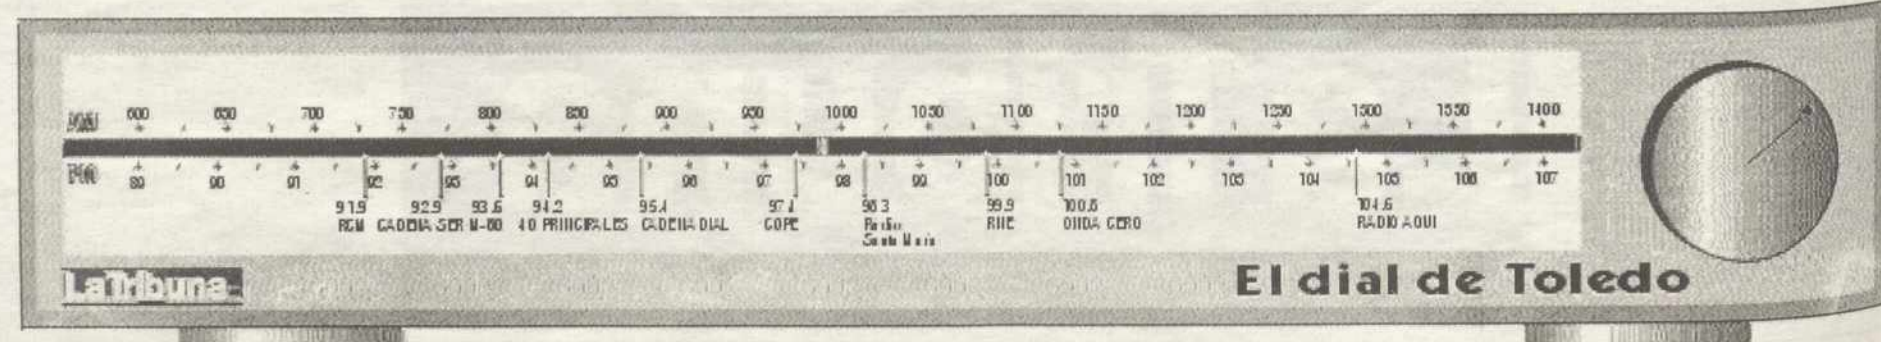 600 650 700 750 800 850 900 950 1000 1050 1100 1150 1200 1250 1300 1350 1400
FM
89 90 91 92 93 94 95 96 97 98 99 100 101 102 103 104 105 106 107
91.9 92.9 93.6 94.2 95.4 97.4 98.3 99.9 100.8 104.6
RCM CADENA SER M-80 40 PRINCIPALES CADENA DIAL COPE Radio RNE ONDA CERO RADIO AQUI
Santa María
LaTribuna
El dial de Toledo